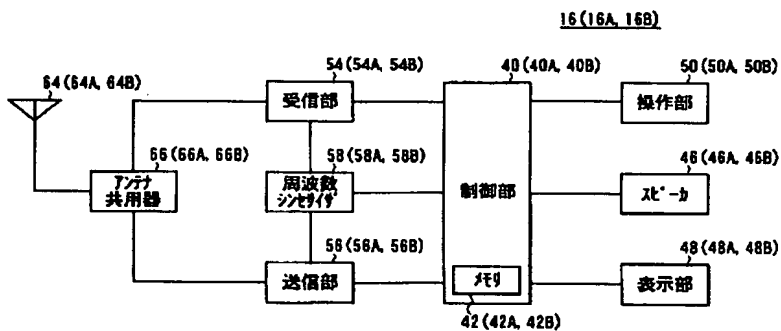 16(16A, 16B)
64(64A, 64B)
54(54A, 54B)
40(40A, 40B)
50(50A, 50B)
受信部
操作部
66(66A, 66B)
58(58A, 58B)
46(46A, 46B)
アンテナ
共用器
周波数
シンセサイザ
制御部
スピーカ
56(56A, 56B)
48(48A, 48B)
送信部
メモリ
表示部
42(42A, 42B)